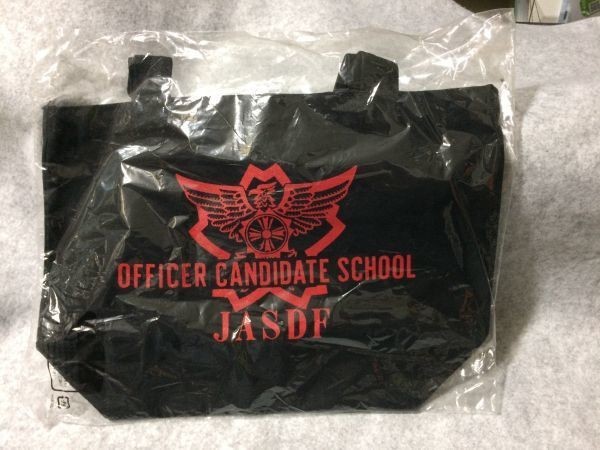 OFFICER CANDIDATE SCHOOL
JASDF